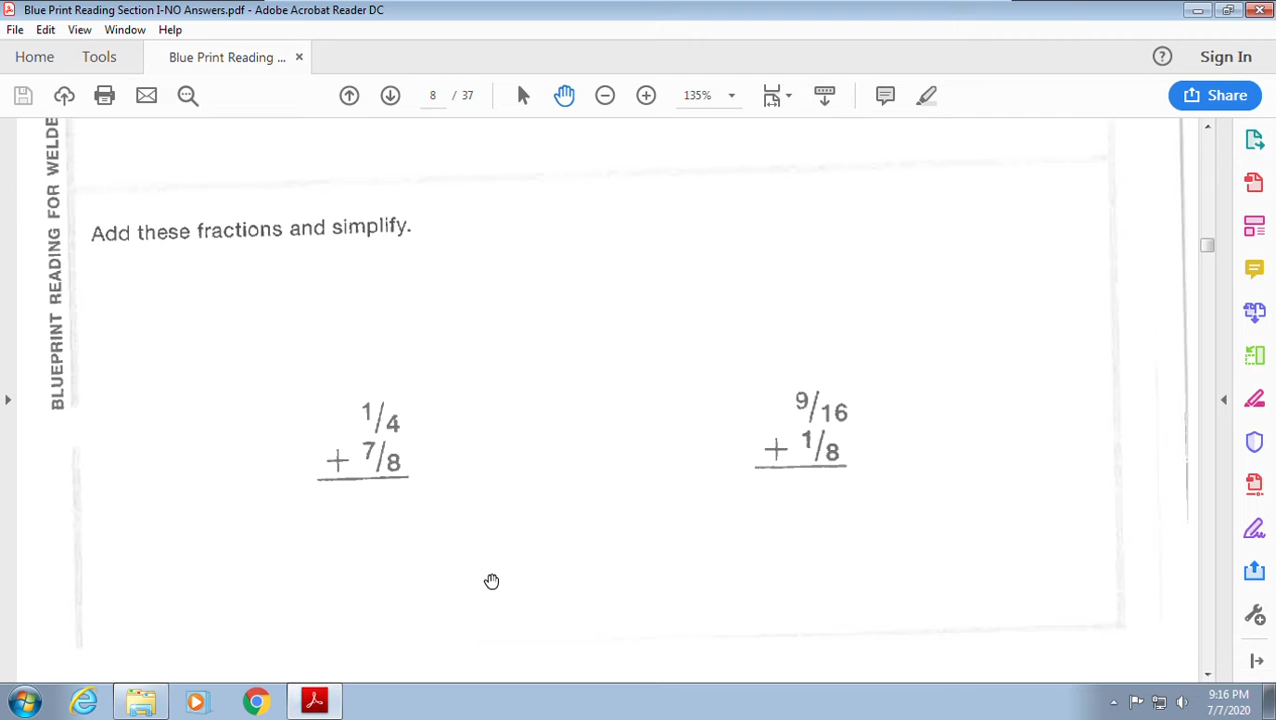 Blue Print Reading Section I-NO Answers.pdf - Adobe Acrobat Reader DC
File Edit View Window Help
Home Tools Blue Print Reading ... × Sign In
8 / 37 135% Share
BLUEPRINT READING FOR WELDE
Add these fractions and simplify.
1/4
+ 7/8
9/16
+ 1/8
9:16 PM
7/7/2020